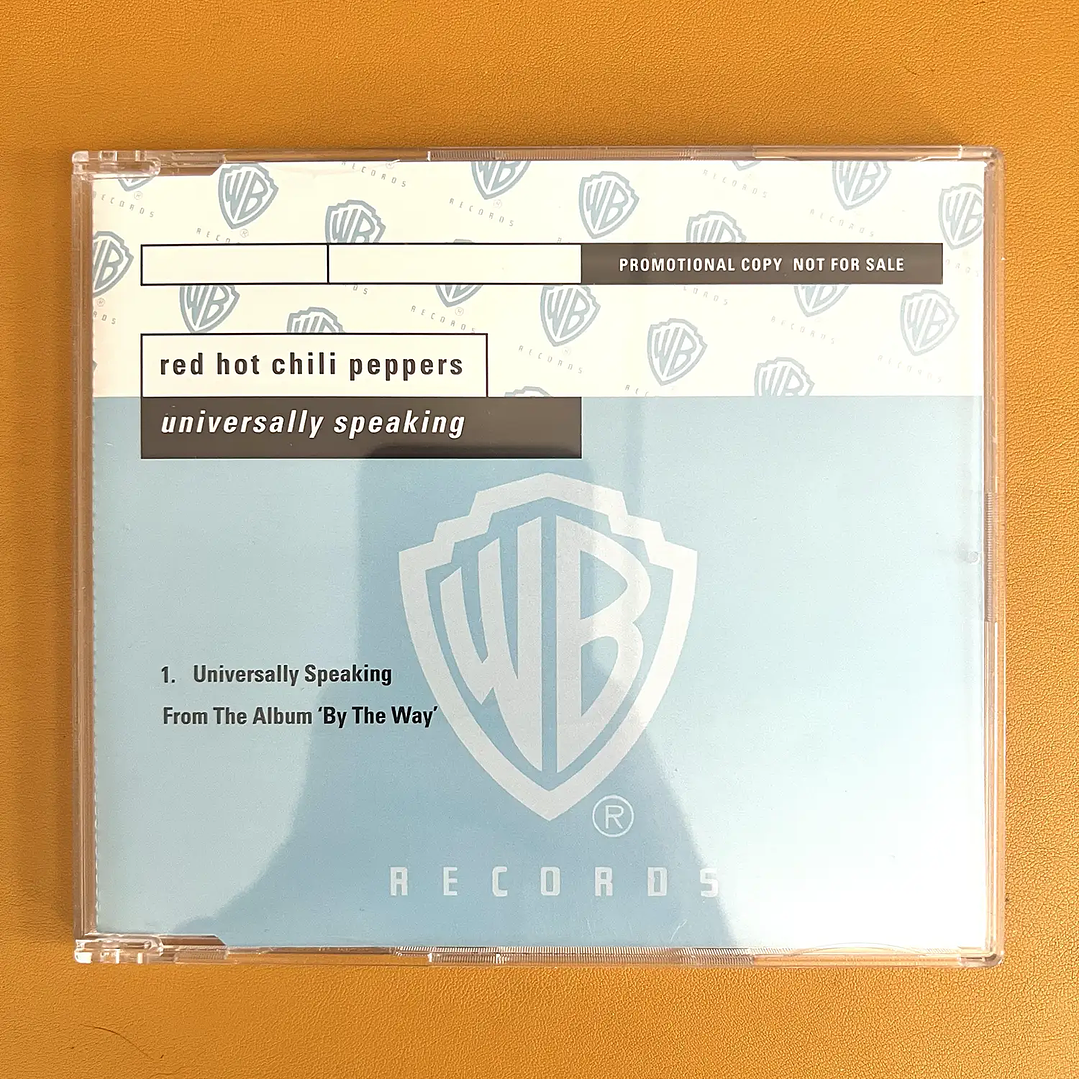 PROMOTIONAL COPY NOT FOR SALE
red hot chili peppers
universally speaking
1. Universally Speaking
From The Album ‘By The Way’
WB
®
RECORDS